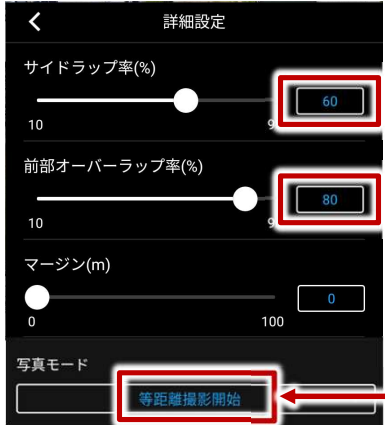 詳細設定
サイドラップ率(%)
60
10 9
前部オーバーラップ率(%)
80
10 9
マージン(m)
0
0 100
写真モード
等距離撮影開始